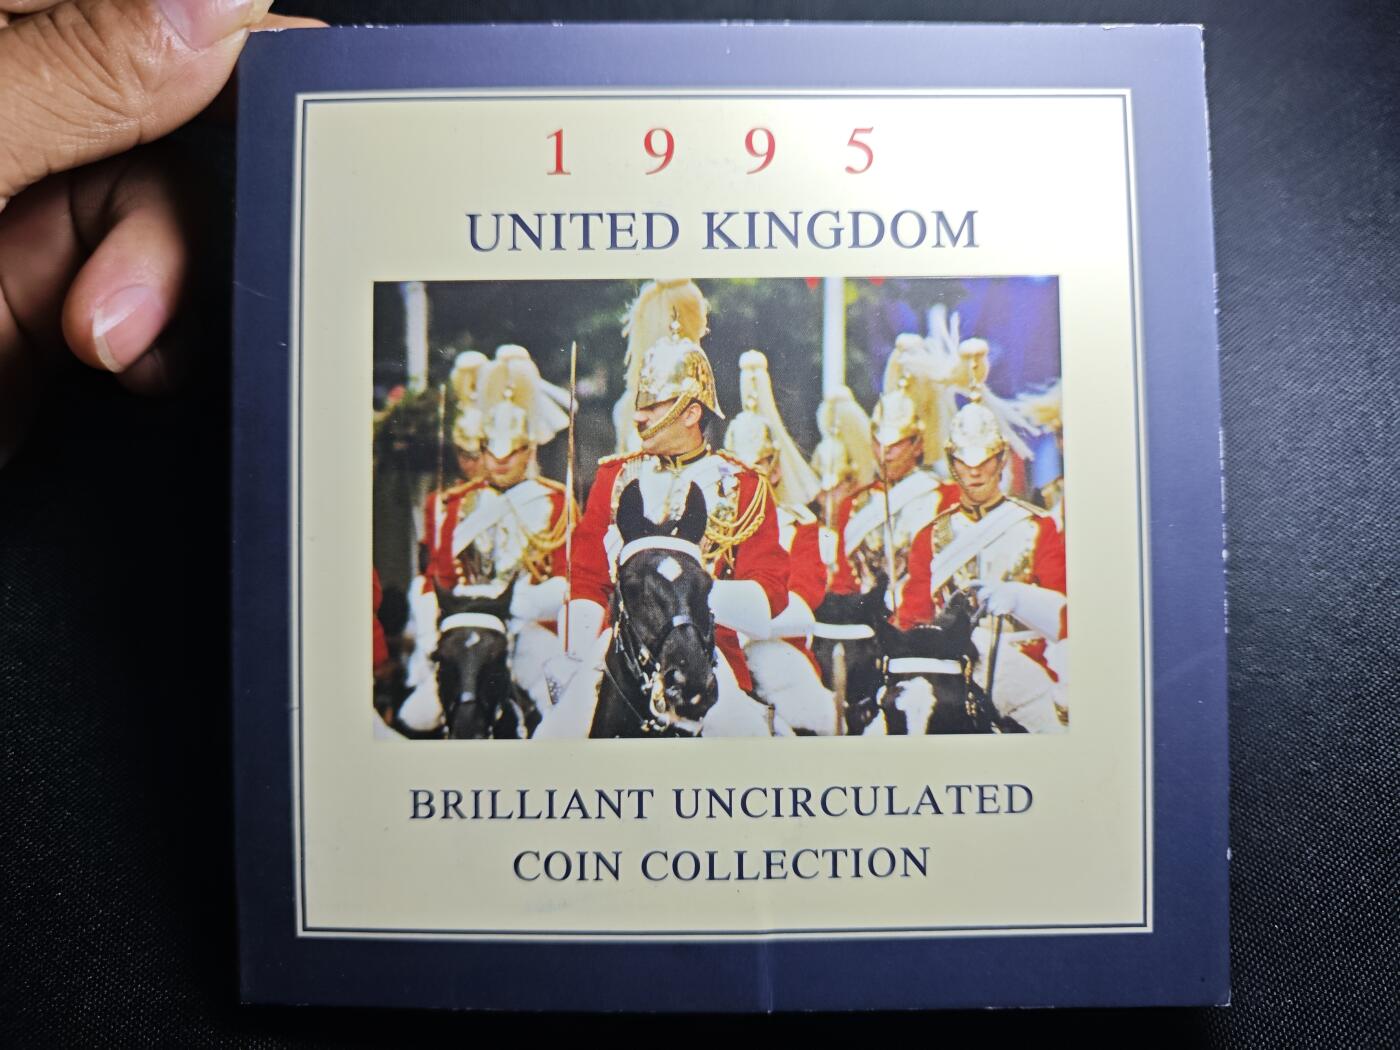 1995
UNITED KINGDOM
BRILLIANT UNCIRCULATED
COIN COLLECTION